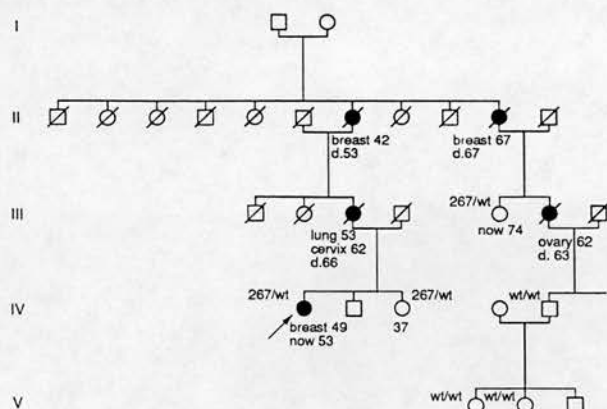 I
II
breast 42
d.53
breast 67
d.67
III
267/wt
now 74
lung 53
cervix 62
d.66
ovary 62
d. 63
IV
267/wt
267/wt
wt/wt
breast 49
now 53
37
V
wt/wt
wt/wt